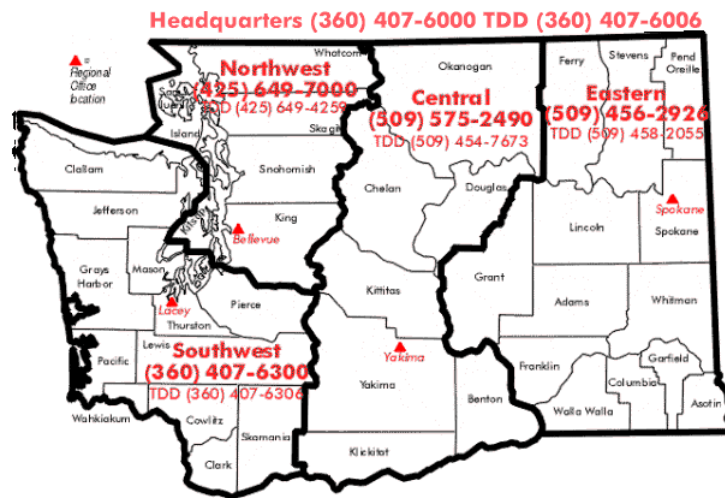 Headquarters (360) 407-6000 TDD (360) 407-6006
▲ =
Regional
Office
location
Whatcom
Northwest
(425) 649-7000
TDD (425) 649-4259
Skagit
Island
Snohomish
King
Bellevue
Kitsap
Okanogan
Central
(509) 575-2490
TDD (509) 454-7673
Chelan
Douglas
Kittitas
Yakima
Yakima
Benton
Klickitat
Ferry
Stevens
Pend
Oreille
Eastern
(509) 456-2926
TDD (509) 458-2055
Spokane
Spokane
Lincoln
Grant
Adams
Whitman
Franklin
Garfield
Columbia
Walla Walla
Asotin
Clallam
Jefferson
Grays
Harbor
Mason
Lacey
Thurston
Pierce
Pacific
Lewis
Southwest
(360) 407-6300
TDD (360) 407-6306
Wahkiakum
Cowlitz
Skamania
Clark